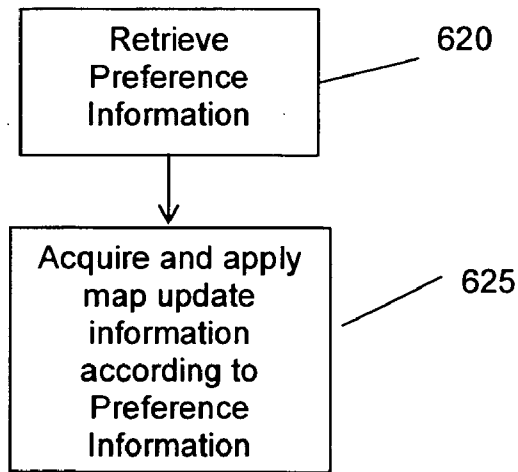 Retrieve
Preference
Information
620
Acquire and apply
map update
information
according to
Preference
Information
625